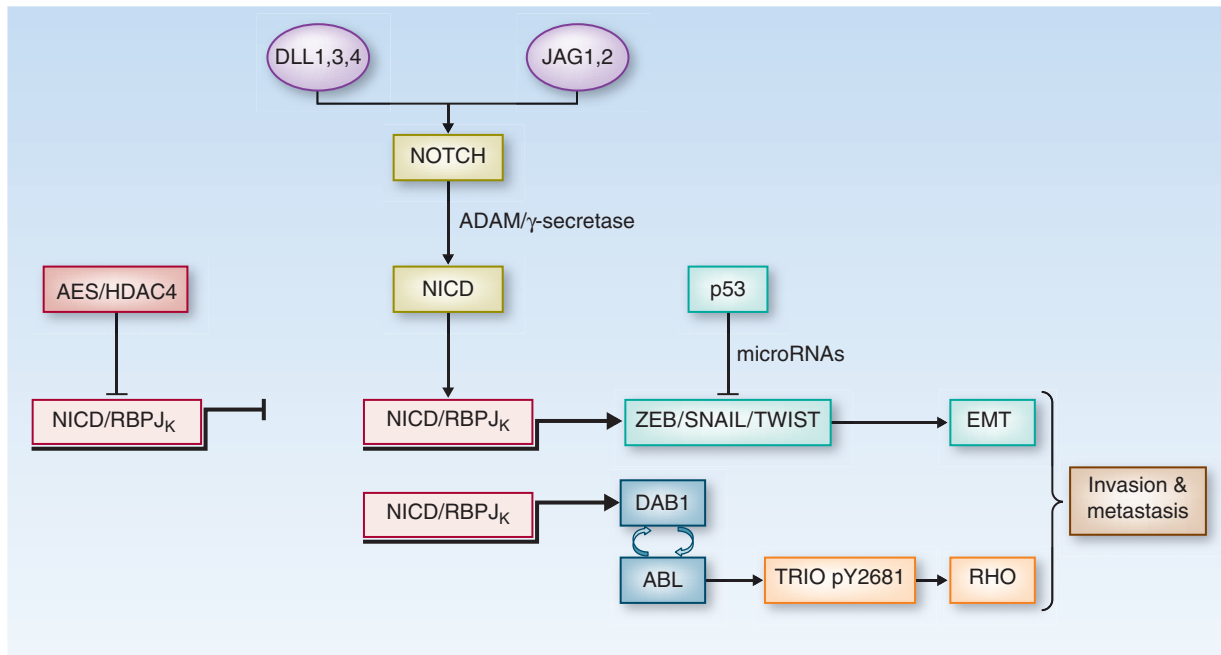 DLL1,3,4
JAG1,2
NOTCH
ADAM/γ-secretase
AES/HDAC4
NICD
p53
microRNAs
NICD/RBPJK
NICD/RBPJK
ZEB/SNAIL/TWIST
EMT
NICD/RBPJK
DAB1
Invasion &
metastasis
ABL
TRIO pY2681
RHO